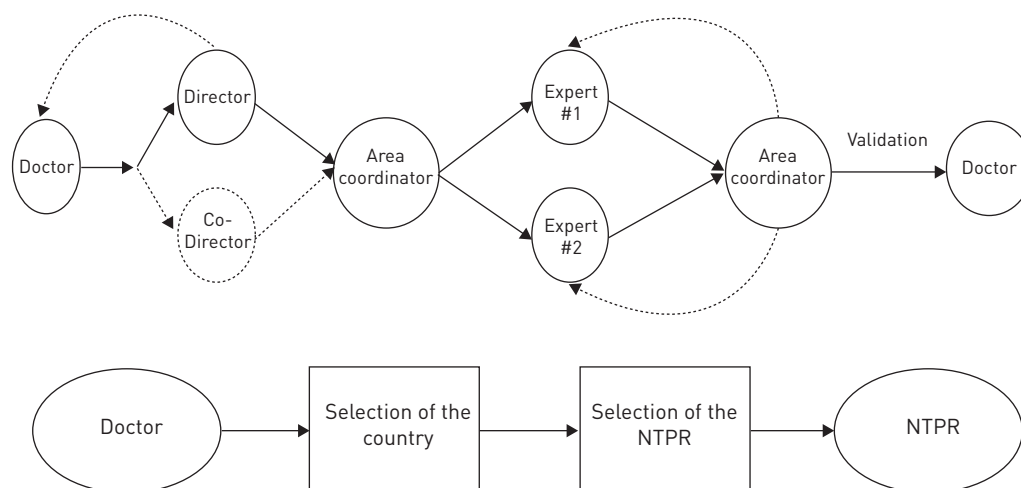 Doctor
Director
Co-
Director
Area
coordinator
Expert
#1
Expert
#2
Area
coordinator
Validation
Doctor
Doctor
Selection of the
country
Selection of the
NTPR
NTPR